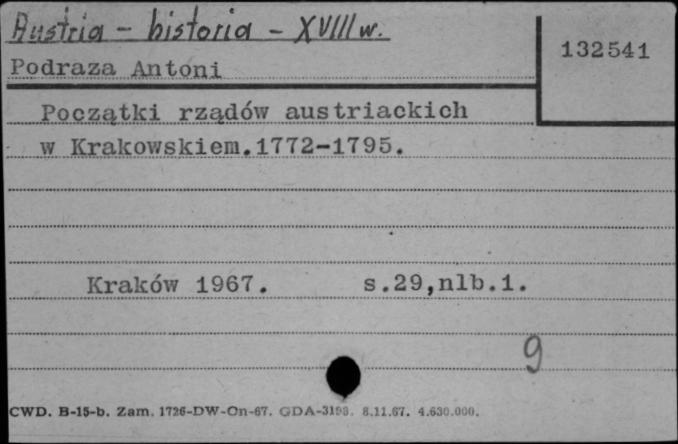 Austria - historia - XVIII w.
132541
Podraza Antoni
Początki rządów austriackich
w Krakowskiem.1772-1795.
Kraków 1967. s.29,nlb.1.
9
CWD. B-15-b. Zam. 1726-DW-On-67. GDA-3198. 8.11.67. 4.630.000.